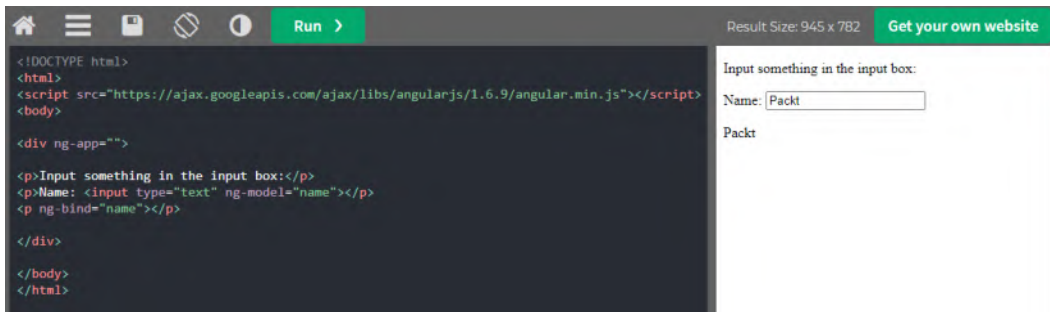 Run ❯
Result Size: 945 x 782
Get your own website
<!DOCTYPE html>
<html>
<script src="https://ajax.googleapis.com/ajax/libs/angularjs/1.6.9/angular.min.js"></script>
<body>
<div ng-app="">
<p>Input something in the input box:</p>
<p>Name: <input type="text" ng-model="name"></p>
<p ng-bind="name"></p>
</div>
</body>
</html>
Input something in the input box:
Name: Packt
Packt